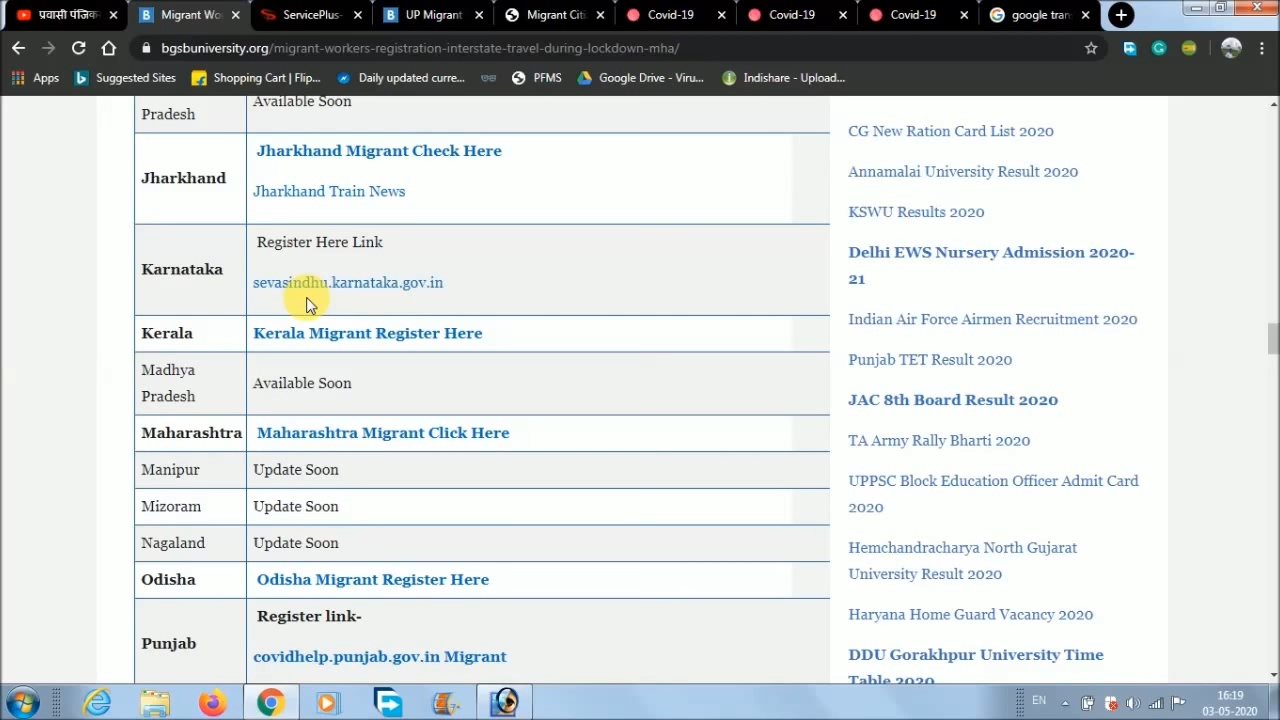 प्रवासी पंजिक
Migrant Wo
ServicePlus-
UP Migrant
Migrant Citi
Covid-19
Covid-19
Covid-19
google tran
bgsbuniversity.org/migrant-workers-registration-interstate-travel-during-lockdown-mha/
Apps
Suggested Sites
Shopping Cart | Flip...
Daily updated curre...
PFMS
Google Drive - Viru...
Indishare - Upload...
Pradesh
Available Soon
Jharkhand
Jharkhand Migrant Check Here
Jharkhand Train News
Karnataka
Register Here Link
sevasindhu.karnataka.gov.in
Kerala
Kerala Migrant Register Here
Madhya
Pradesh
Available Soon
Maharashtra
Maharashtra Migrant Click Here
Manipur
Update Soon
Mizoram
Update Soon
Nagaland
Update Soon
Odisha
Odisha Migrant Register Here
Punjab
Register link-
covidhelp.punjab.gov.in Migrant
CG New Ration Card List 2020
Annamalai University Result 2020
KSWU Results 2020
Delhi EWS Nursery Admission 2020-
21
Indian Air Force Airmen Recruitment 2020
Punjab TET Result 2020
JAC 8th Board Result 2020
TA Army Rally Bharti 2020
UPPSC Block Education Officer Admit Card
2020
Hemchandracharya North Gujarat
University Result 2020
Haryana Home Guard Vacancy 2020
DDU Gorakhpur University Time
Table 2020
EN
16:19
03-05-2020